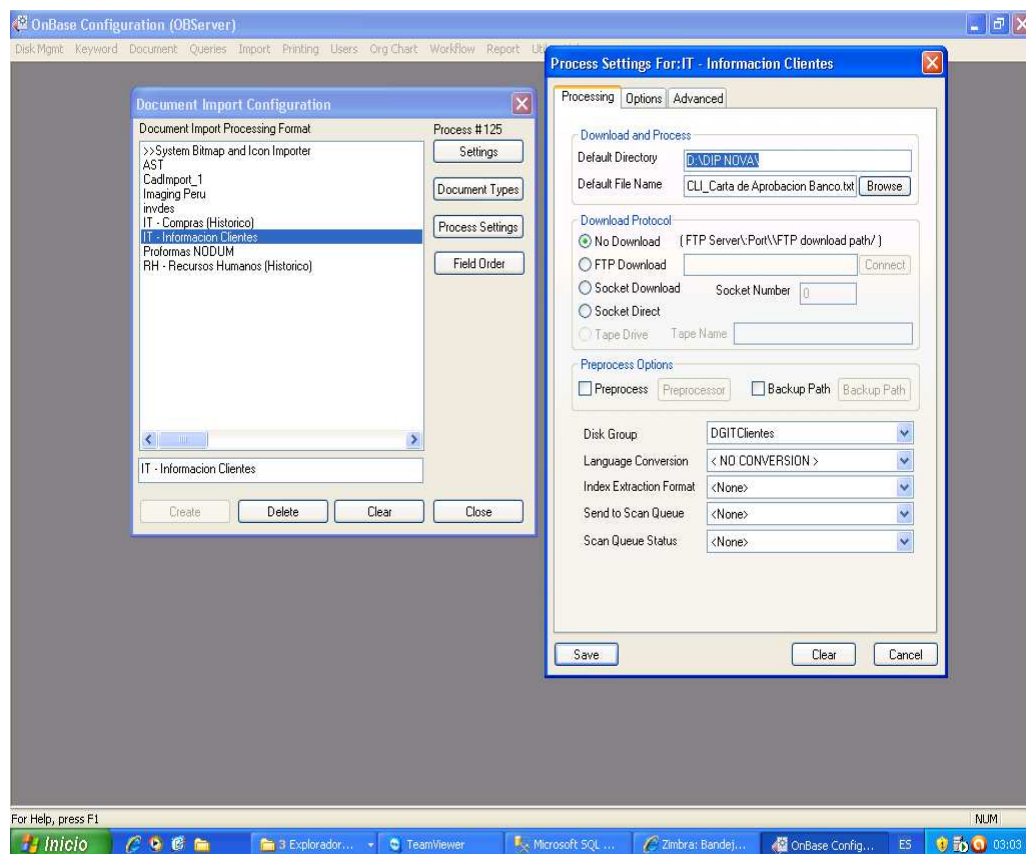 OnBase Configuration (OBServer)
Disk Mgmt Keyword Document Queries Import Printing Users Org Chart Workflow Report
Process Settings For:IT - Informacion Clientes
Document Import Configuration
Document Import Processing Format
Process # 125
>>System Bitmap and Icon Importer
AST
CadImport_1
Imaging Peru
invdes
IT - Compras (Historico)
IT - Informacion Clientes
Proformas NODUM
RH - Recursos Humanos (Historico)
Settings
Document Types
Process Settings
Field Order
IT - Informacion Clientes
Create Delete Clear Close
Processing Options Advanced
Download and Process
Default Directory D:\DIP NOVA\
Default File Name CLI_Carta de Aprobacion Banco.txt Browse
Download Protocol
No Download ( FTP Server\:Port\\FTP download path/ )
FTP Download Connect
Socket Download Socket Number 0
Socket Direct
Tape Drive Tape Name
Preprocess Options
Preprocess Preprocessor Backup Path Backup Path
Disk Group DGITClientes
Language Conversion < NO CONVERSION >
Index Extraction Format <None>
Send to Scan Queue <None>
Scan Queue Status <None>
Save Clear Cancel
For Help, press F1 NUM
Inicio 3 Explorador... TeamViewer Microsoft SQL ... Zimbra: Bandej... OnBase Config... ES 03:03